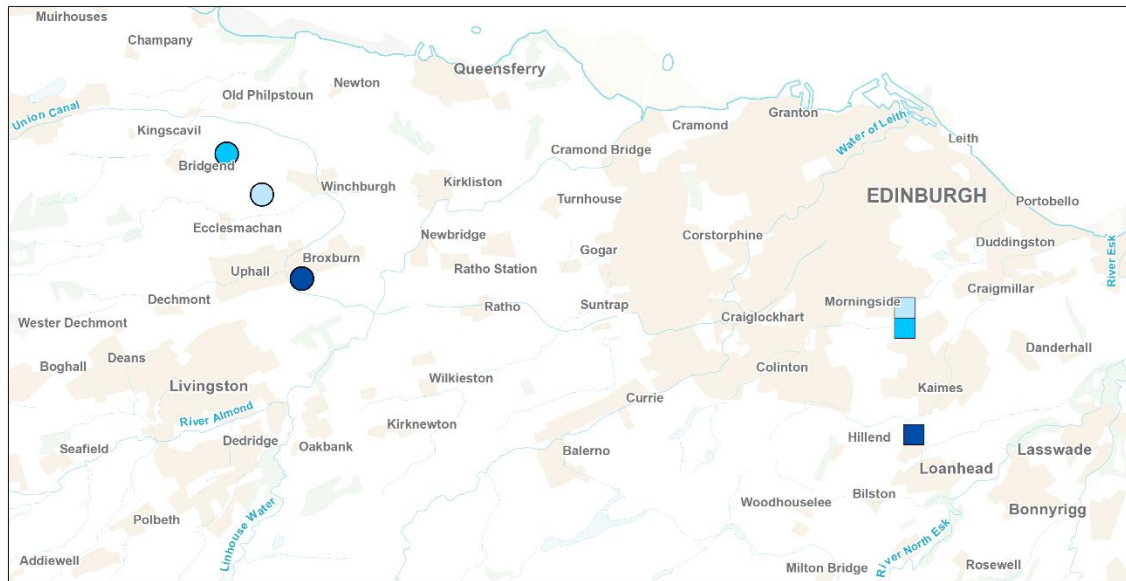 Muirhouses
Champany
Queensferry
Newton
Old Philpstoun
Union Canal
Granton
Cramond
Water of Leith
Leith
Kingscavil
Bridgend
Cramond Bridge
Winchburgh
Kirkliston
Turnhouse
EDINBURGH
Portobello
Ecclesmachan
Newbridge
Corstorphine
Duddingston
Gogar
River Esk
Broxburn
Uphall
Ratho Station
Craigmillar
Dechmont
Ratho
Suntrap
Morningside
Craiglockhart
Wester Dechmont
Danderhall
Deans
Boghall
Colinton
Wilkieston
Livingston
Kaimes
Currie
River Almond
Kirknewton
Hillend
Dedridge
Oakbank
Seafield
Balerno
Lasswade
Loanhead
Bilston
Woodhouselee
Bonnyrigg
Polbeth
Linhouse Water
River North Esk
Addiewell
Milton Bridge
Rosewell